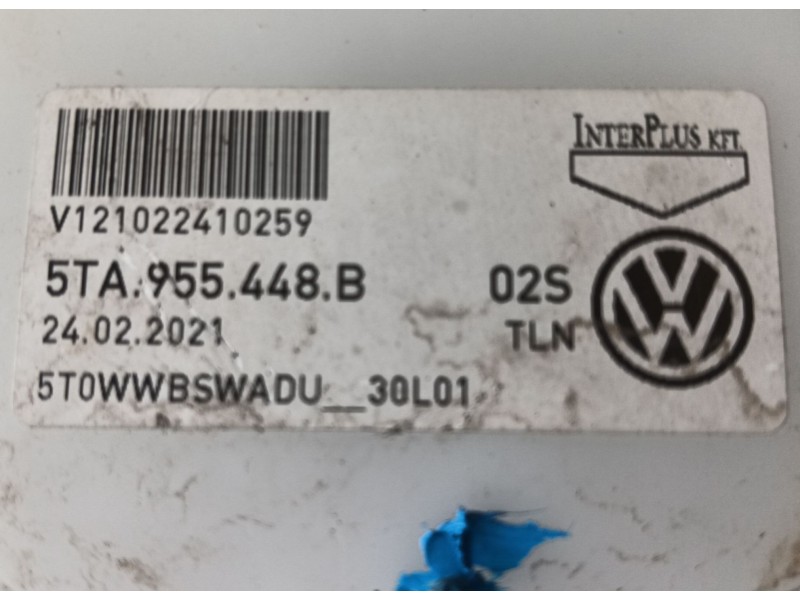 INTERPLUS KFT.
V121022410259
5TA.955.448.B 02S
24.02.2021 TLN
5T0WWBSWADU__30L01